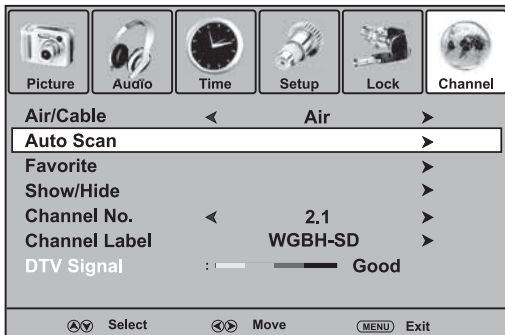 Picture Audio Time Setup Lock Channel
Air/Cable Air
Auto Scan
Favorite
Show/Hide
Channel No. 2.1
Channel Label WGBH-SD
DTV Signal : Good
Select Move MENU Exit